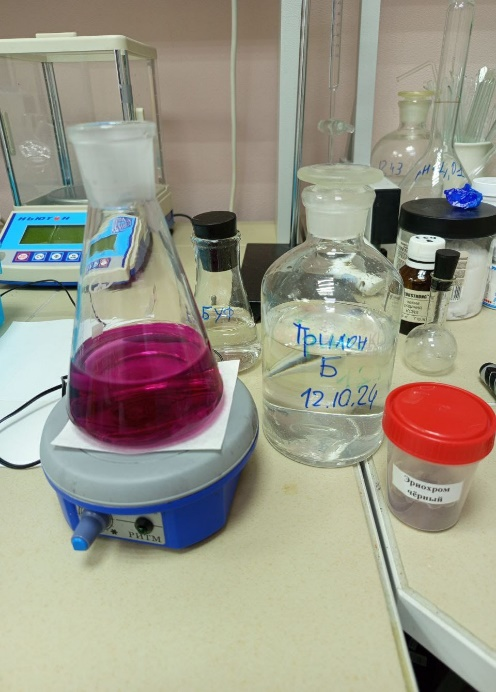 НЬЮТОН
БУФ
Трилон
Б
12.10.24
Эриохром
чёрный
РИТМ